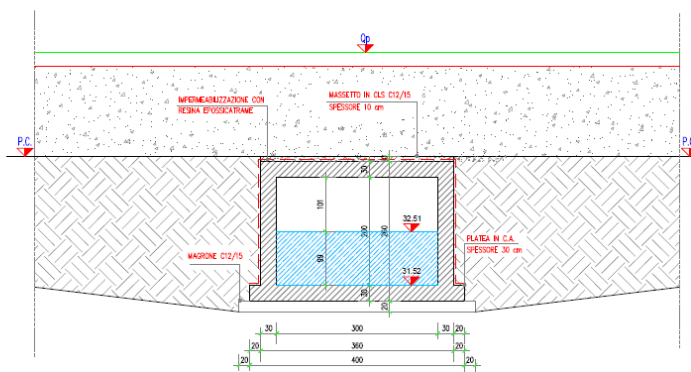 Qp
IMPERMEABILIZZAZIONE CON
RESINA EPOSSICATRAME
MASSETTO IN CLS C12/15
SPESSORE 10 cm
P.C.
30
101
200
260
32.51
99
31.52
PLATEA IN C.A.
SPESSORE 30 cm
MAGRONE C12/15
30
20
30 300 30 20
20 360 20
20 400 20